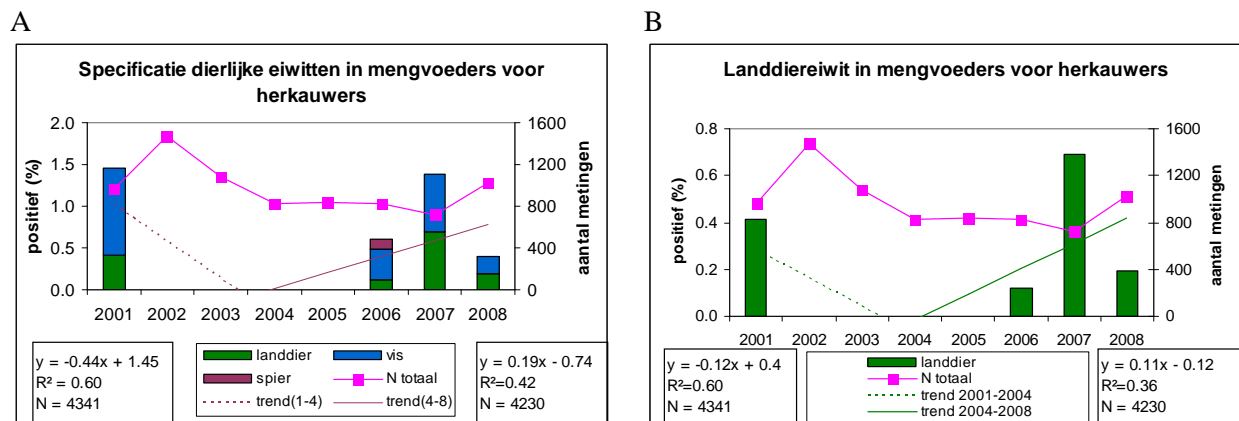 A
Specificatie dierlijke eiwitten in mengvoeders voor
herkauwers
positief (%)
2.0
1.5
1.0
0.5
0.0
1600
1200
800
400
0
aantal metingen
2001 2002 2003 2004 2005 2006 2007 2008
y = -0.44x + 1.45
R² = 0.60
N = 4341
landdier vis
spier N totaal
trend(1-4) trend(4-8)
y = 0.19x - 0.74
R²=0.42
N = 4230
B
Landdiereiwit in mengvoeders voor herkauwers
positief (%)
0.8
0.6
0.4
0.2
0.0
1600
1200
800
400
0
aantal metingen
2001 2002 2003 2004 2005 2006 2007 2008
y = -0.12x + 0.4
R²=0.60
N = 4341
landdier
N totaal
trend 2001-2004
trend 2004-2008
y = 0.11x - 0.12
R²=0.36
N = 4230